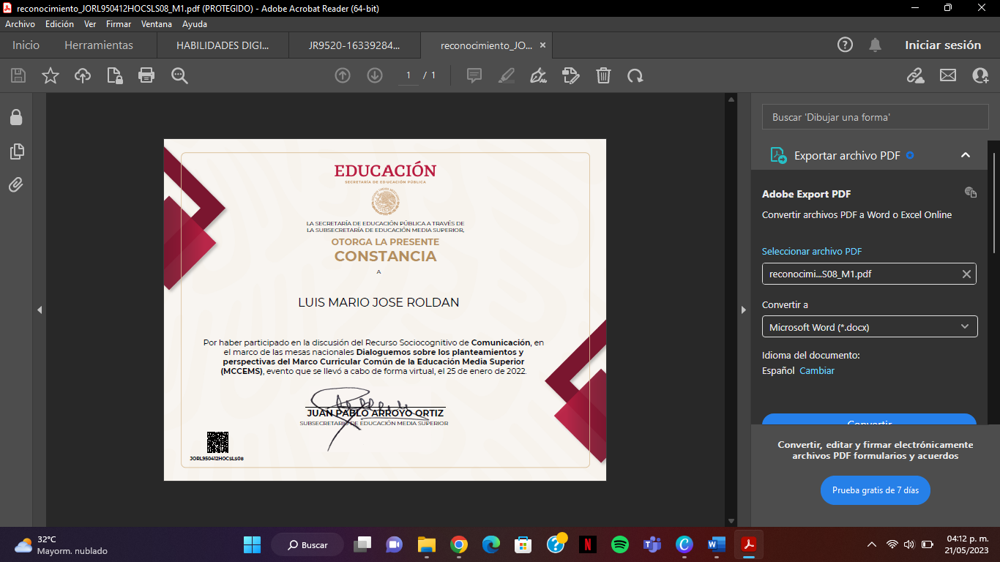 reconocimiento_JORL950412HOCSLS08_M1.pdf (PROTEGIDO) - Adobe Acrobat Reader (64-bit)
Archivo Edición Ver Firmar Ventana Ayuda
Inicio Herramientas HABILIDADES DIGI... JR9520-16339284... reconocimiento_JO... Iniciar sesión
1 / 1
Buscar 'Dibujar una forma'
Exportar archivo PDF
Adobe Export PDF
Convertir archivos PDF a Word o Excel Online
Seleccionar archivo PDF
reconocimi...S08_M1.pdf
Convertir a
Microsoft Word (*.docx)
Idioma del documento:
Español Cambiar
Convertir
Convertir, editar y firmar electrónicamente
archivos PDF formularios y acuerdos
Prueba gratis de 7 días
EDUCACIÓN
SECRETARÍA DE EDUCACIÓN PÚBLICA
LA SECRETARÍA DE EDUCACIÓN PÚBLICA A TRAVÉS DE
LA SUBSECRETARÍA DE EDUCACIÓN MEDIA SUPERIOR,
OTORGA LA PRESENTE
CONSTANCIA
A
LUIS MARIO JOSE ROLDAN
Por haber participado en la discusión del Recurso Sociocognitivo de Comunicación, en
el marco de las mesas nacionales Dialoguemos sobre los planteamientos y
perspectivas del Marco Curricular Común de la Educación Media Superior
(MCCEMS), evento que se llevó a cabo de forma virtual, el 25 de enero de 2022.
JUAN PABLO ARROYO ORTIZ
SUBSECRETARIO DE EDUCACIÓN MEDIA SUPERIOR
JORL950412HOCSLS08
32°C
Mayorm. nublado
Buscar
04:12 p. m.
21/05/2023